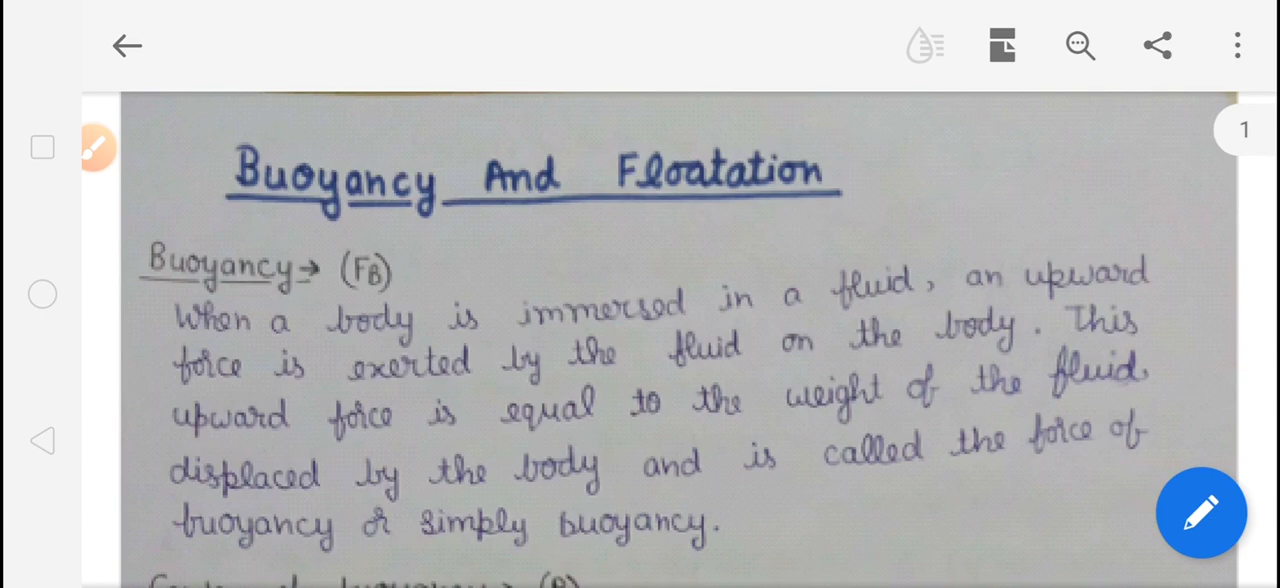 1
Buoyancy And Floatation
Buoyancy → (FB)
When a body is immersed in a fluid, an upward
force is exerted by the fluid on the body. This
upward force is equal to the weight of the fluid
displaced by the body and is called the force of
buoyancy or simply buoyancy.